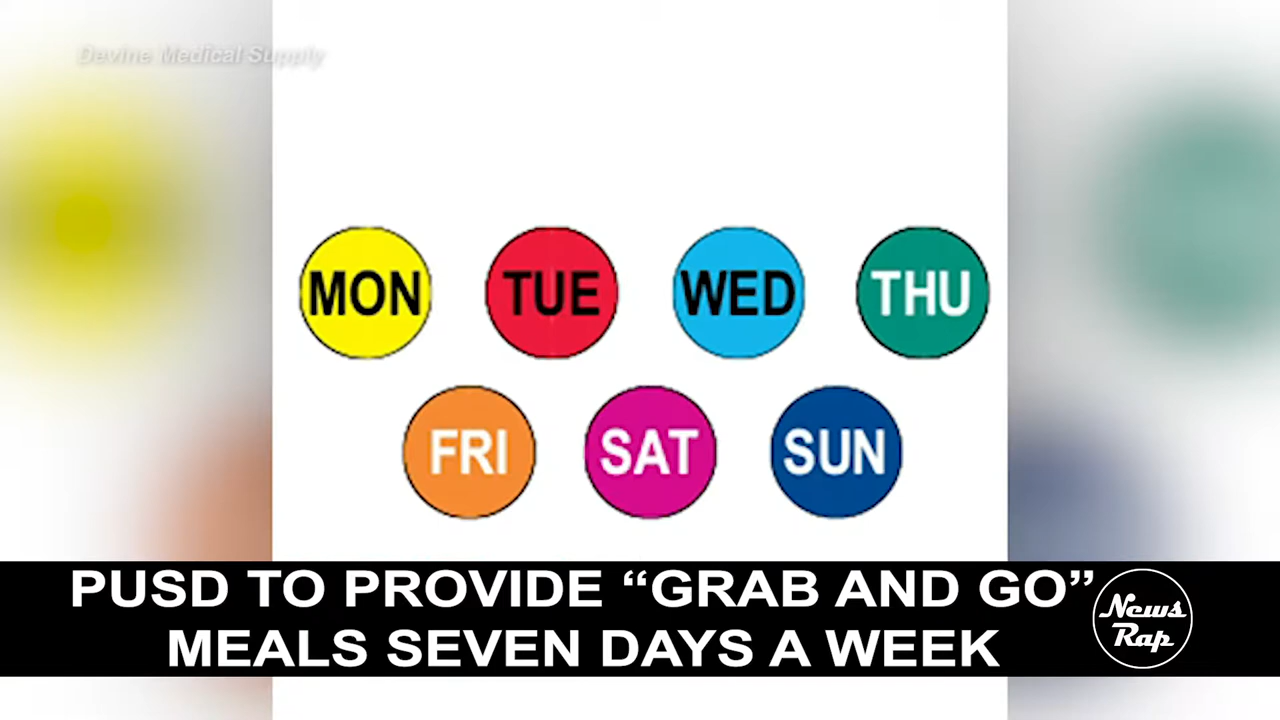 Devine Medical Supply
MON TUE WED THU
FRI SAT SUN
PUSD TO PROVIDE “GRAB AND GO”
MEALS SEVEN DAYS A WEEK
News
Rap